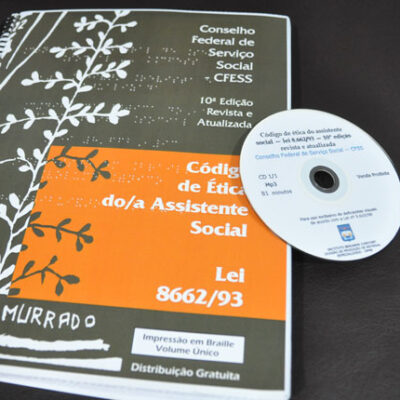 Conselho
Federal de
Serviço
Social
CFESS
10ª Edição
Revista e
Atualizada
Código
de Ética
do/a Assistente
Social
Lei
8662/93
MURRADO
Impressão em Braille
Volume Único
Distribuição Gratuita
Código de ética do assistente
social – lei 8.662/93 – 10ª edição
revista e atualizada
Conselho Federal de Serviço Social – CFESS
CD 1/1
Venda Proibida
Mp3
81 minutos